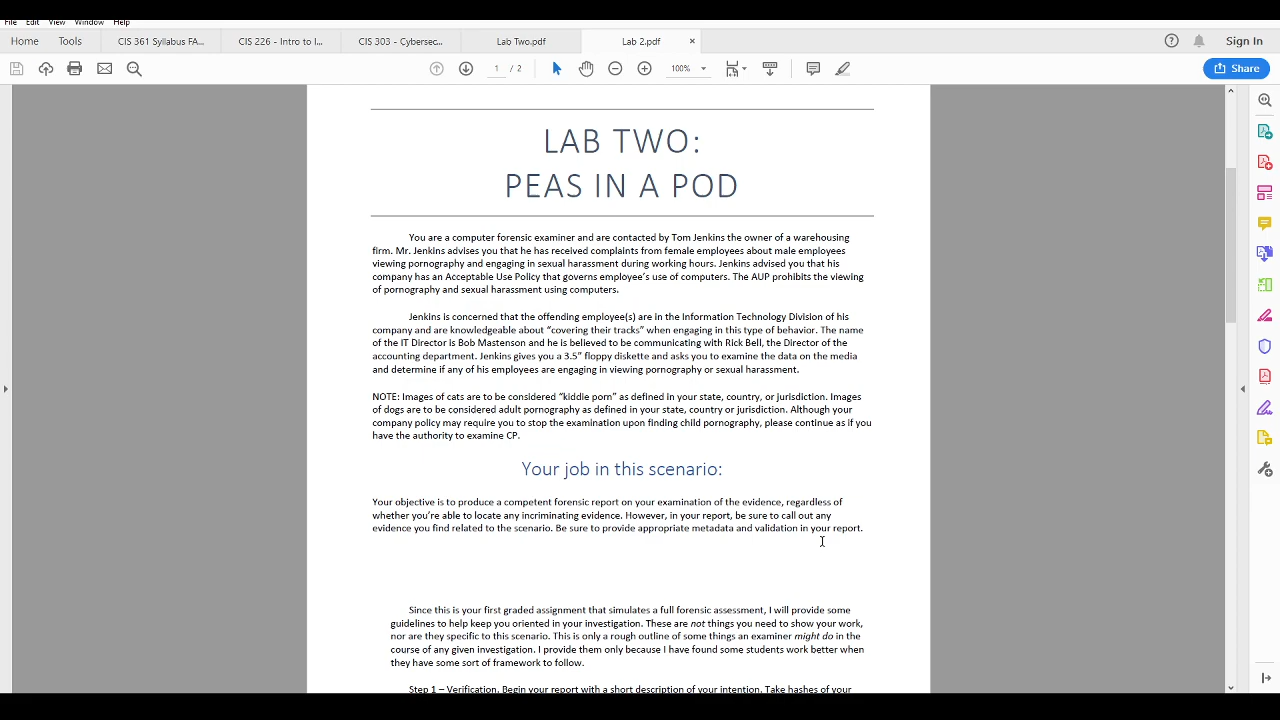 File Edit View Window Help
Home Tools CIS 361 Syllabus FA... CIS 226 - Intro to I... CIS 303 - Cybersec... Lab Two.pdf Lab 2.pdf × Sign In
1 / 2 100% Share
LAB TWO:
PEAS IN A POD
You are a computer forensic examiner and are contacted by Tom Jenkins the owner of a warehousing
firm. Mr. Jenkins advises you that he has received complaints from female employees about male employees
viewing pornography and engaging in sexual harassment during working hours. Jenkins advised you that his
company has an Acceptable Use Policy that governs employee's use of computers. The AUP prohibits the viewing
of pornography and sexual harassment using computers.
Jenkins is concerned that the offending employee(s) are in the Information Technology Division of his
company and are knowledgeable about "covering their tracks" when engaging in this type of behavior. The name
of the IT Director is Bob Mastenson and he is believed to be communicating with Rick Bell, the Director of the
accounting department. Jenkins gives you a 3.5" floppy diskette and asks you to examine the data on the media
and determine if any of his employees are engaging in viewing pornography or sexual harassment.
NOTE: Images of cats are to be considered "kiddie porn" as defined in your state, country, or jurisdiction. Images
of dogs are to be considered adult pornography as defined in your state, country or jurisdiction. Although your
company policy may require you to stop the examination upon finding child pornography, please continue as if you
have the authority to examine CP.
Your job in this scenario:
Your objective is to produce a competent forensic report on your examination of the evidence, regardless of
whether you're able to locate any incriminating evidence. However, in your report, be sure to call out any
evidence you find related to the scenario. Be sure to provide appropriate metadata and validation in your report.
Since this is your first graded assignment that simulates a full forensic assessment, I will provide some
guidelines to help keep you oriented in your investigation. These are not things you need to show your work,
nor are they specific to this scenario. This is only a rough outline of some things an examiner might do in the
course of any given investigation. I provide them only because I have found some students work better when
they have some sort of framework to follow.
Step 1 – Verification. Begin your report with a short description of your intention. Take hashes of your